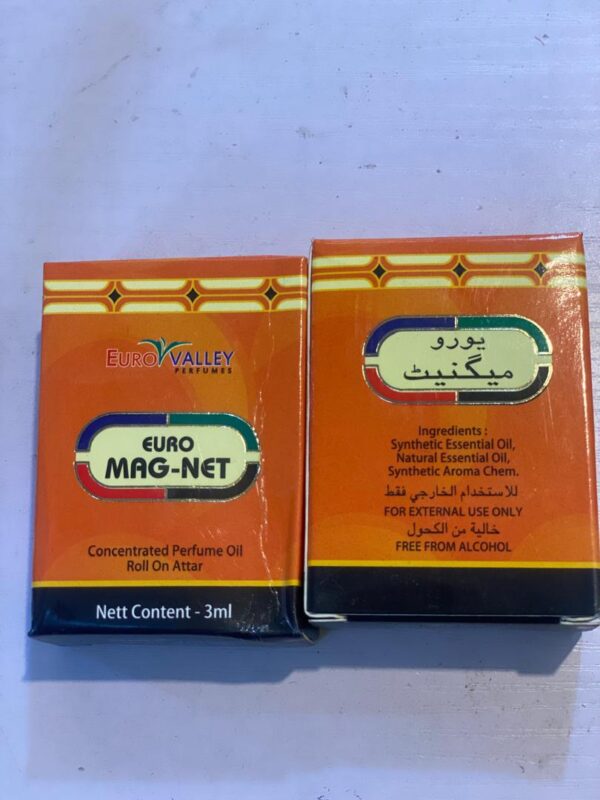 EURO VALLEY
PERFUMES
EURO
MAG-NET
Concentrated Perfume Oil
Roll On Attar
Nett Content - 3ml
يورو
ميگنيٹ
Ingredients :
Synthetic Essential Oil,
Natural Essential Oil,
Synthetic Aroma Chem.
للاستخدام الخارجي فقط
FOR EXTERNAL USE ONLY
خالية من الكحول
FREE FROM ALCOHOL